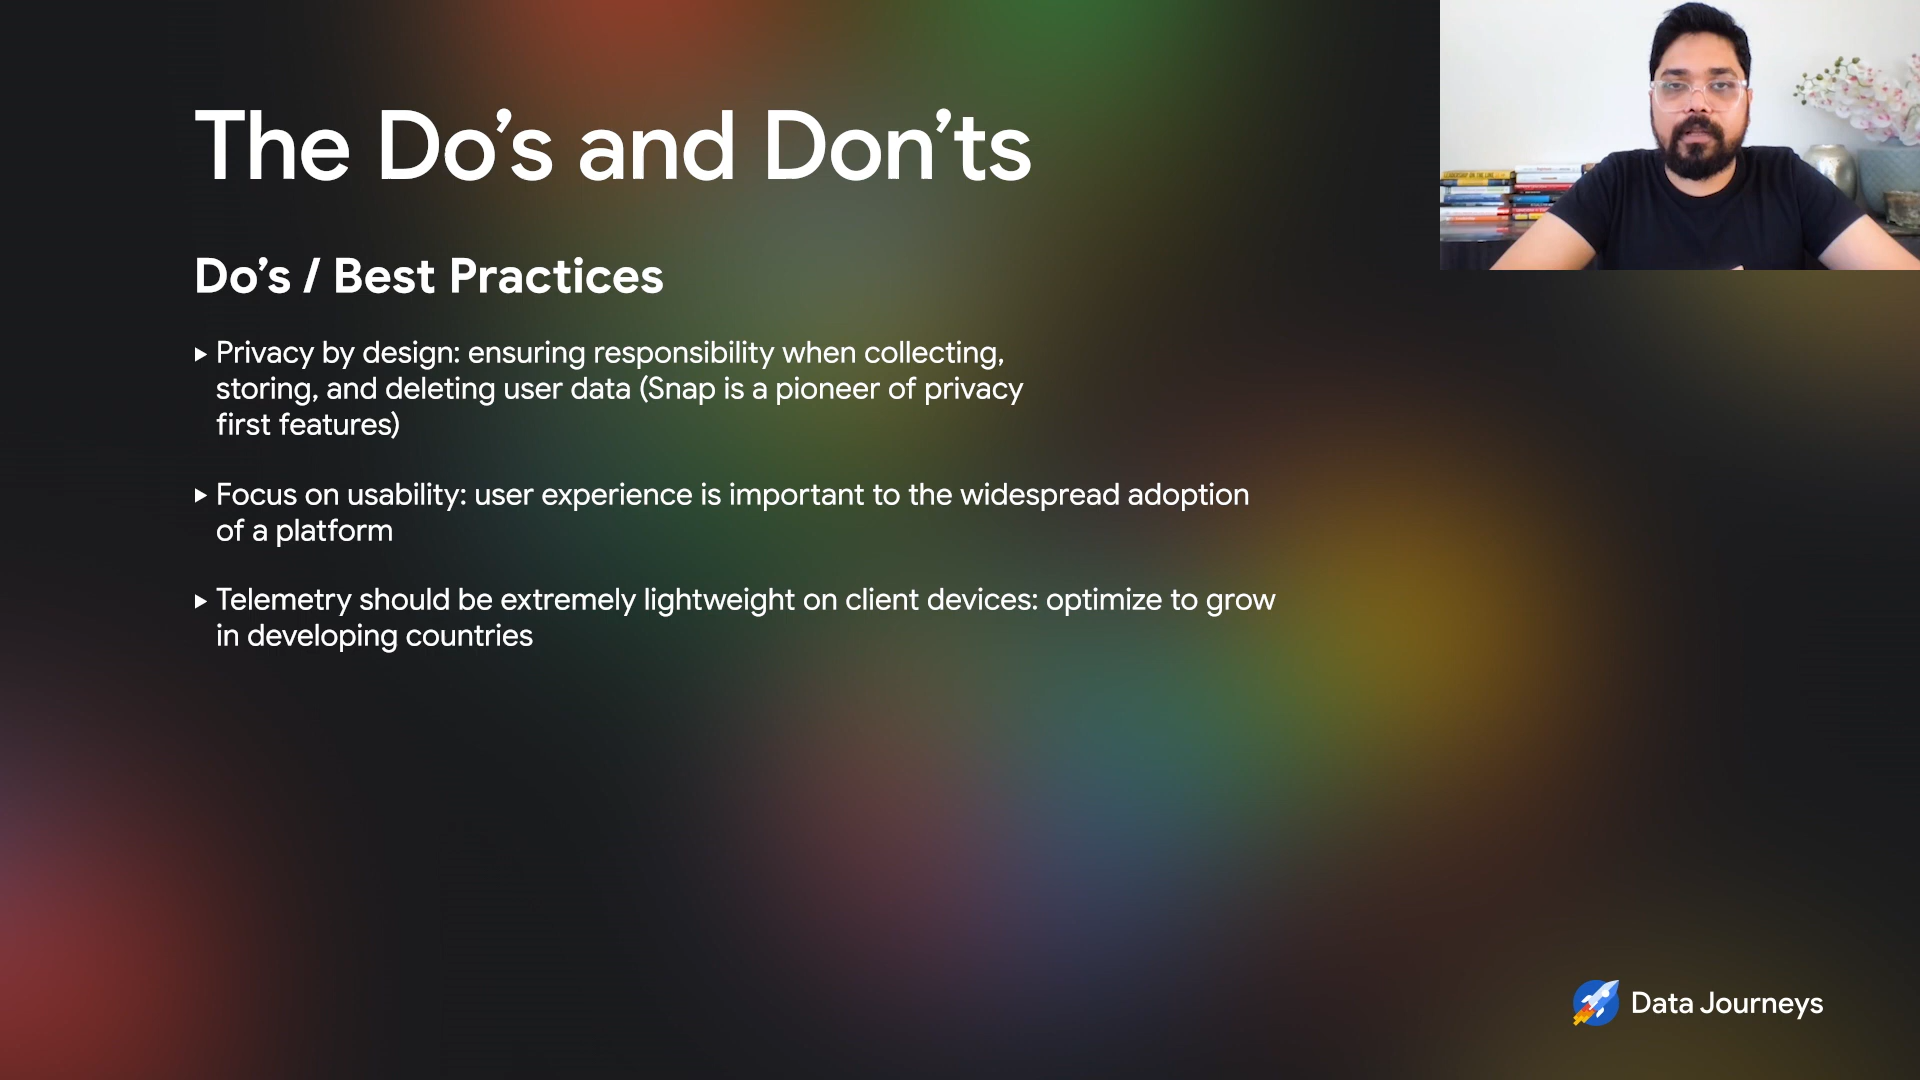 The Do’s and Don’ts
Do’s / Best Practices
▸ Privacy by design: ensuring responsibility when collecting,
storing, and deleting user data (Snap is a pioneer of privacy
first features)
▸ Focus on usability: user experience is important to the widespread adoption
of a platform
▸ Telemetry should be extremely lightweight on client devices: optimize to grow
in developing countries
Data Journeys